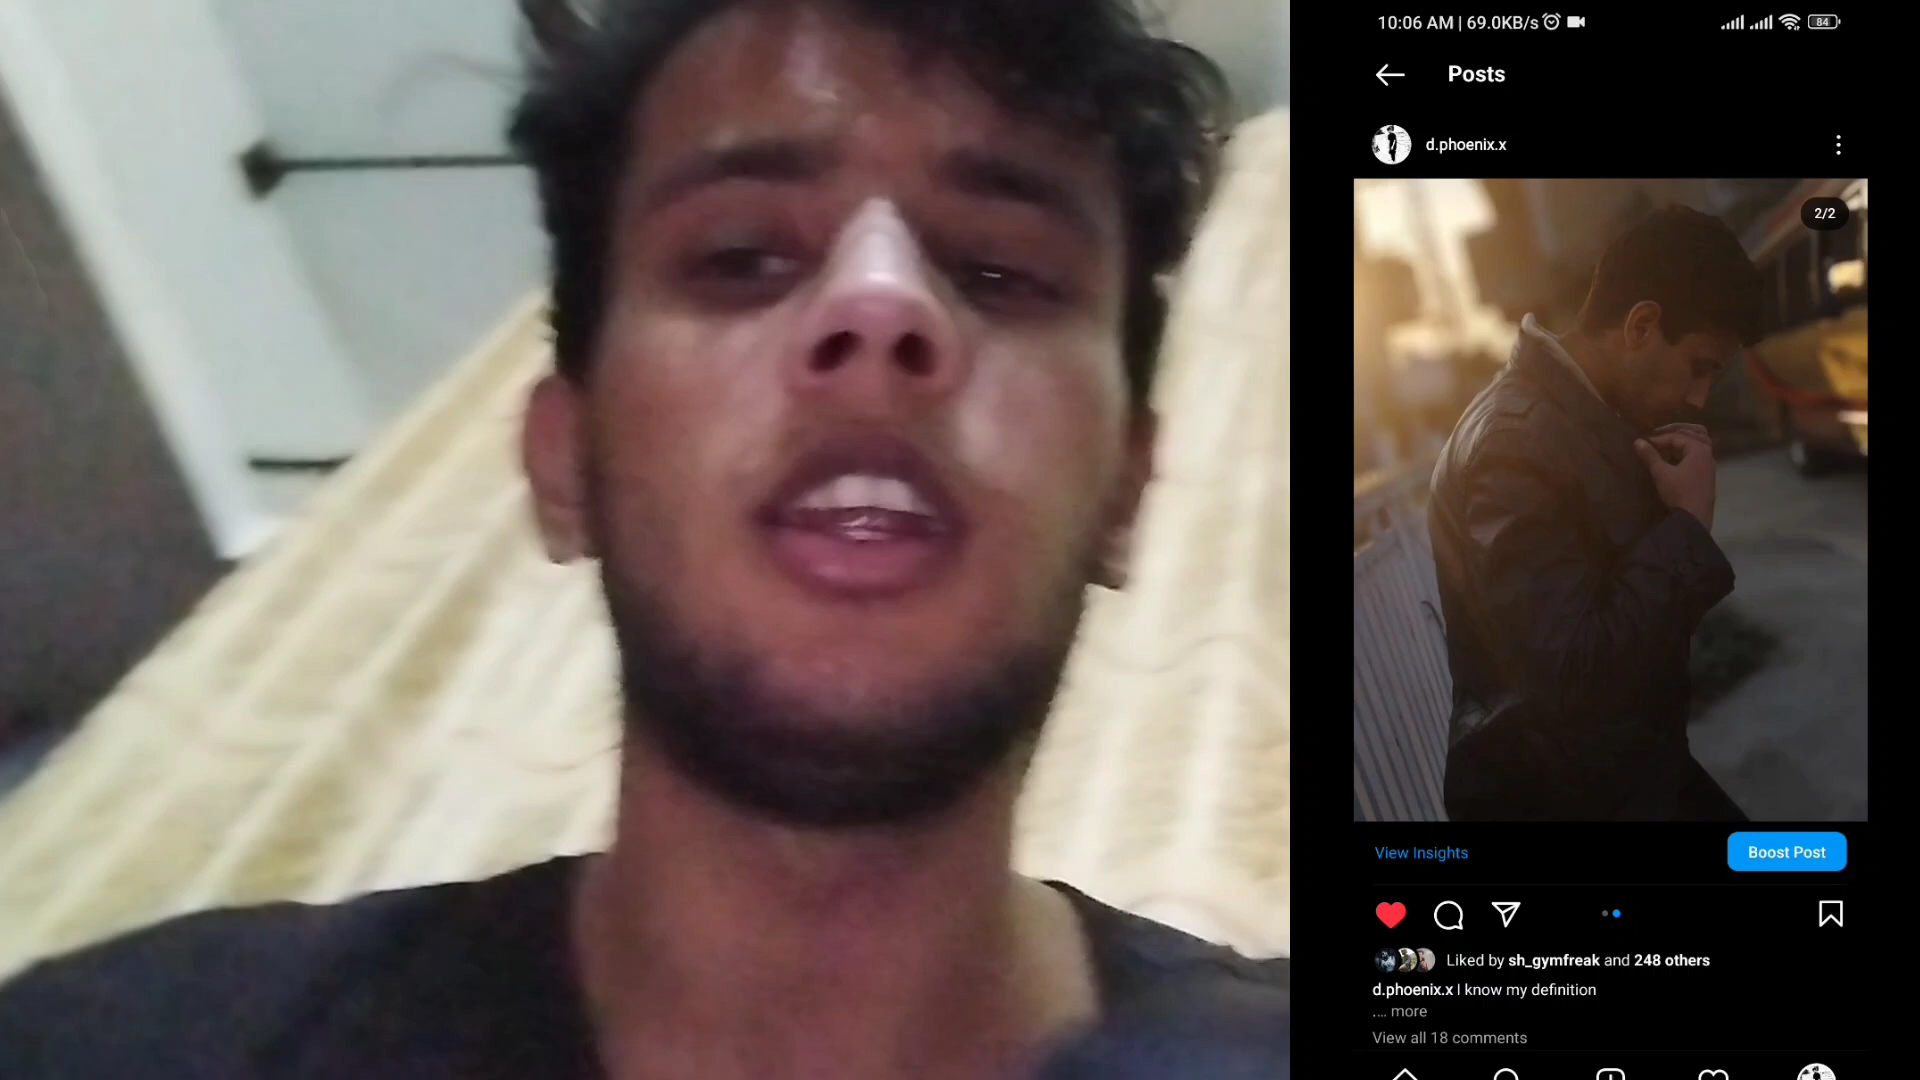 10:06 AM | 69.0KB/s
84
Posts
d.phoenix.x
2/2
View Insights
Boost Post
Liked by sh_gymfreak and 248 others
d.phoenix.x I know my definition
.... more
View all 18 comments